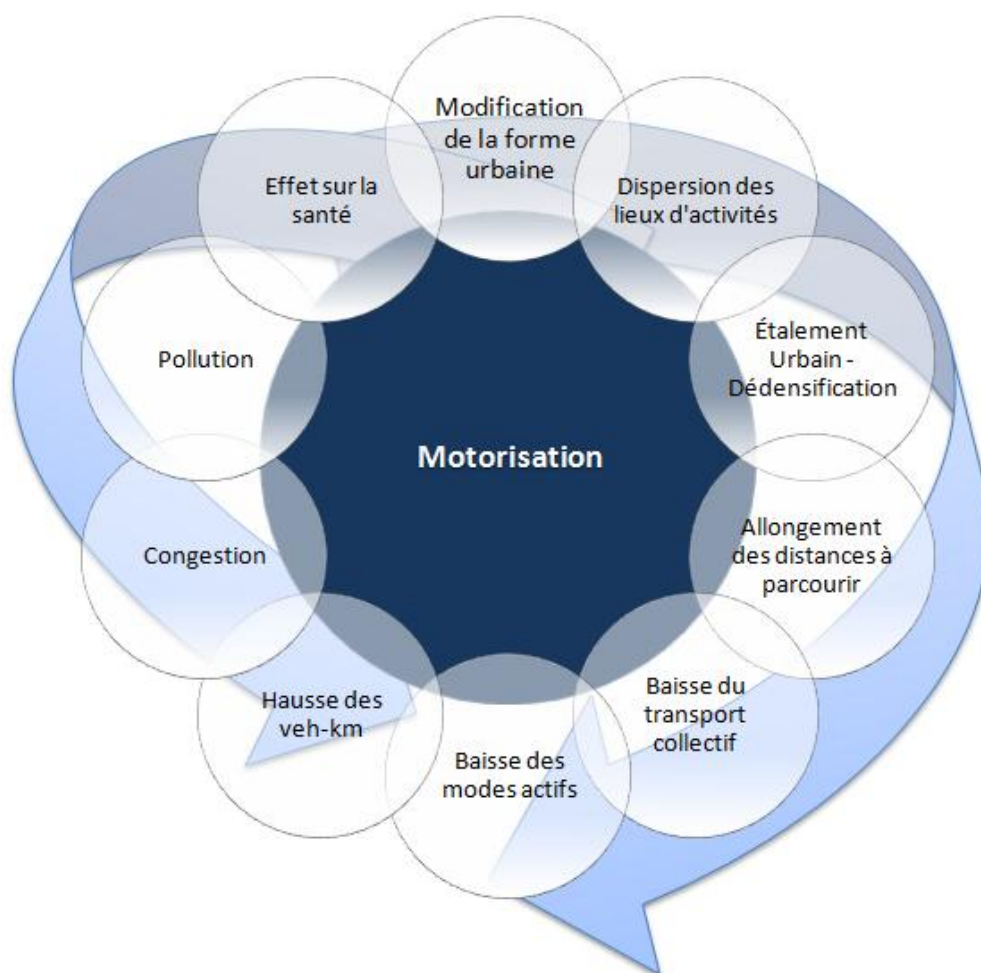 Modification
de la forme
urbaine
Dispersion des
lieux d'activités
Étalement
Urbain -
Dédensification
Allongement
des distances à
parcourir
Baisse du
transport
collectif
Baisse des
modes actifs
Hausse des
veh-km
Congestion
Pollution
Effet sur la
santé
Motorisation